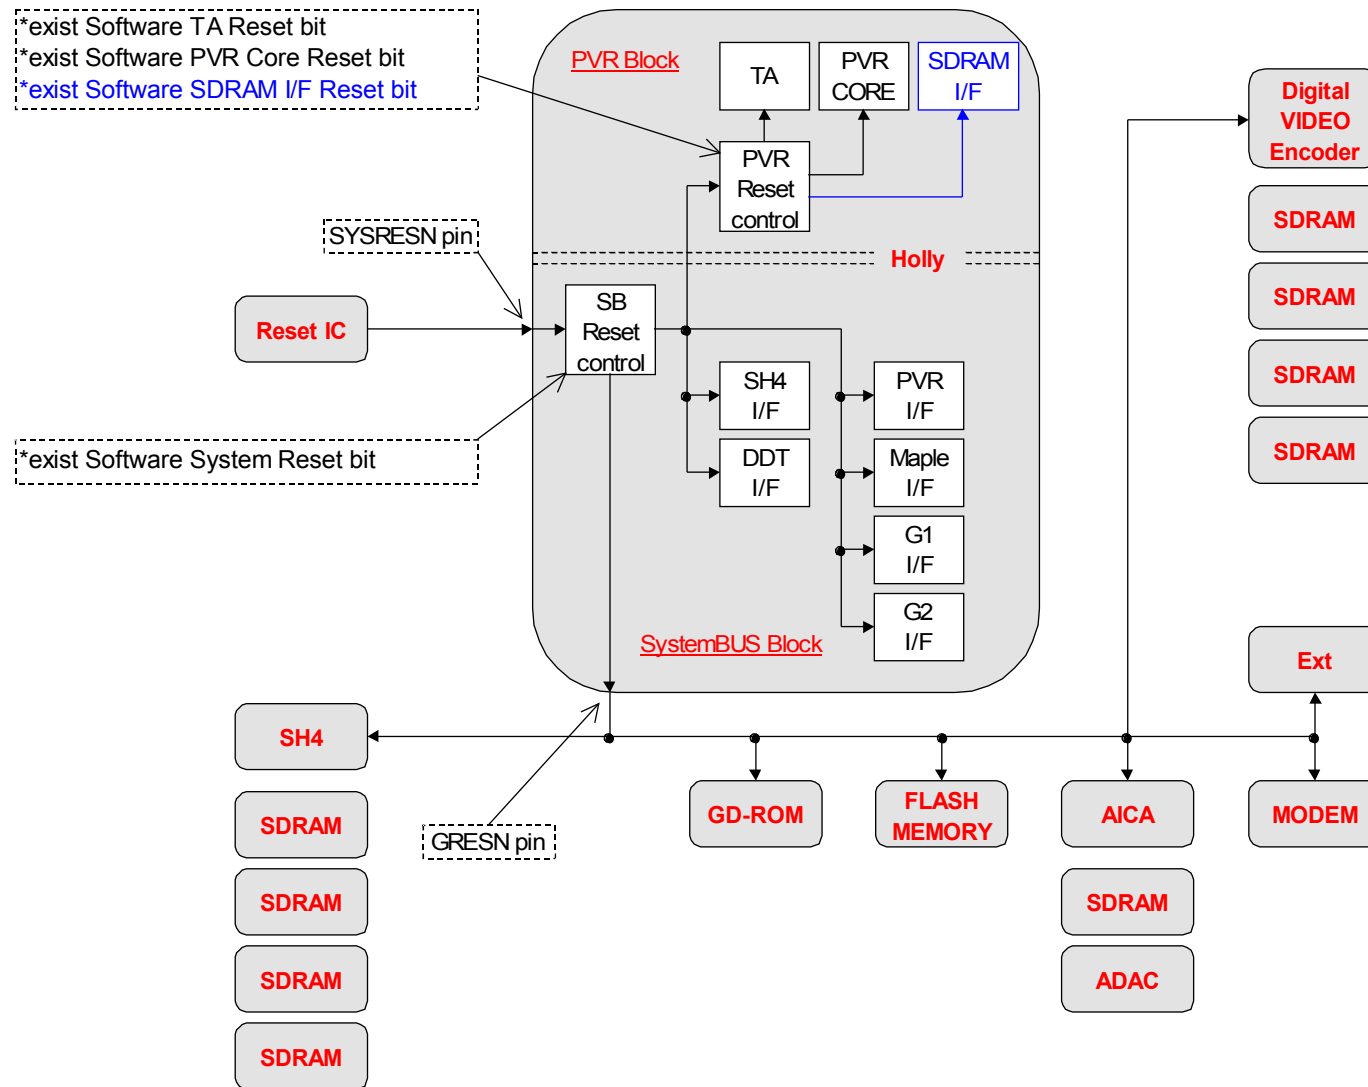 *exist Software TA Reset bit
*exist Software PVR Core Reset bit
*exist Software SDRAM I/F Reset bit
PVR Block
TA
PVR
CORE
SDRAM
I/F
Digital
VIDEO
Encoder
PVR
Reset
control
SDRAM
SYSRESN pin
Holly
SDRAM
Reset IC
SB
Reset
control
SDRAM
SH4
I/F
PVR
I/F
SDRAM
*exist Software System Reset bit
DDT
I/F
Maple
I/F
G1
I/F
G2
I/F
SystemBUS Block
Ext
SH4
GD-ROM
FLASH
MEMORY
AICA
MODEM
SDRAM
GRESN pin
SDRAM
SDRAM
SDRAM
ADAC
SDRAM